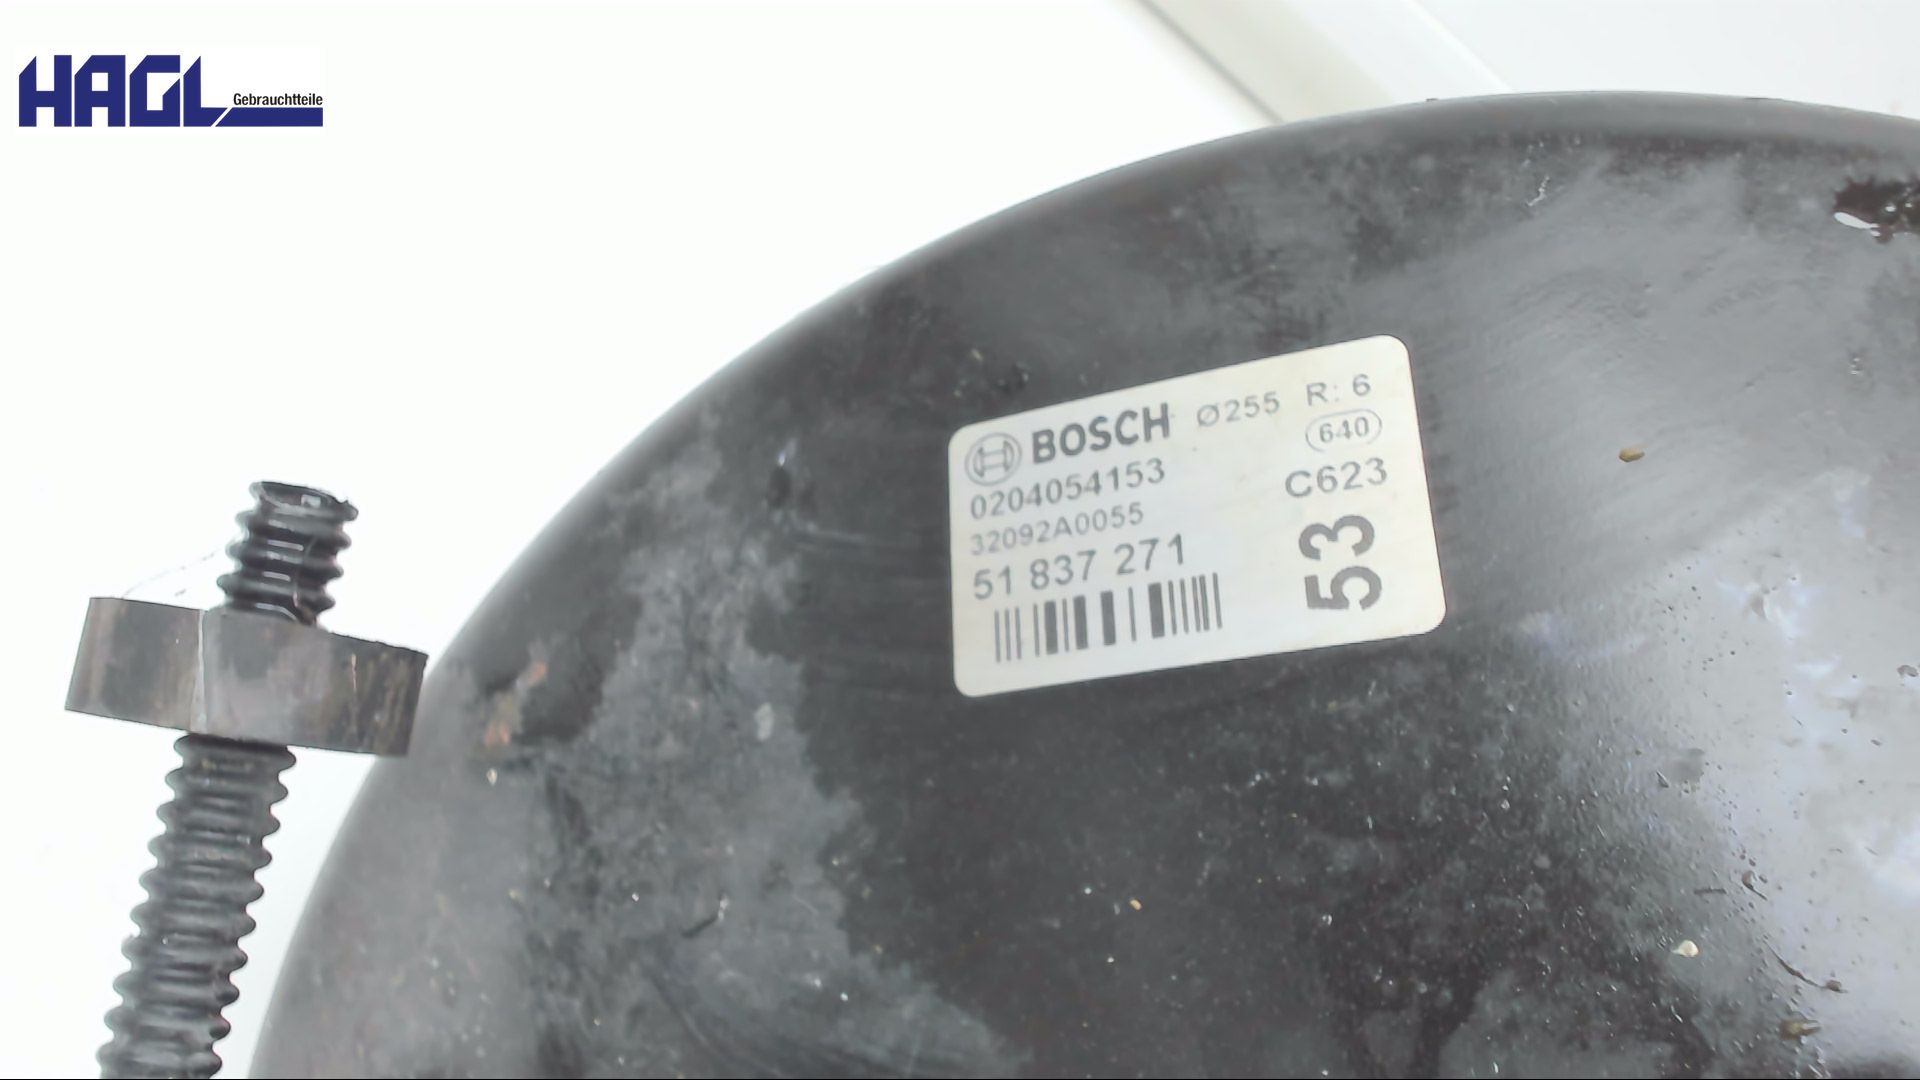 HAGL
Gebrauchtteile
BOSCH Ø255 R: 6
640
0204054153 C623
32092A0055
51 837 271
53